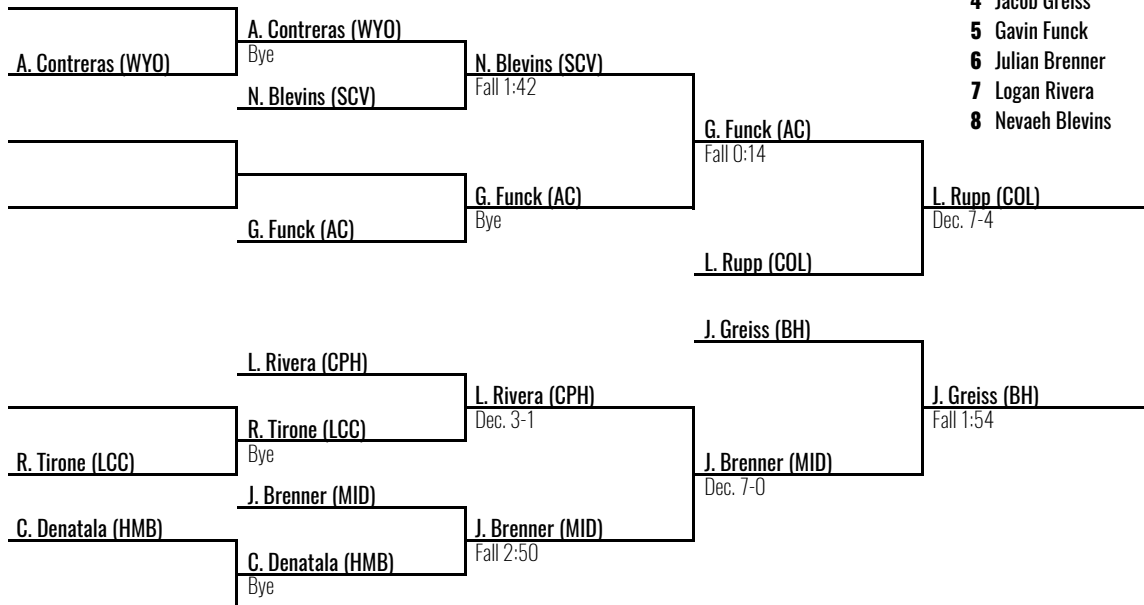 4 Jacob Greiss
5 Gavin Funck
6 Julian Brenner
7 Logan Rivera
8 Nevaeh Blevins
A. Contreras (WYO)
A. Contreras (WYO)
Bye
N. Blevins (SCV)
N. Blevins (SCV)
Fall 1:42
G. Funck (AC)
Fall 0:14
G. Funck (AC)
G. Funck (AC)
Bye
L. Rupp (COL)
L. Rupp (COL)
Dec. 7-4
J. Greiss (BH)
L. Rivera (CPH)
L. Rivera (CPH)
Dec. 3-1
R. Tirone (LCC)
R. Tirone (LCC)
Bye
J. Greiss (BH)
Fall 1:54
J. Brenner (MID)
Dec. 7-0
J. Brenner (MID)
J. Brenner (MID)
Fall 2:50
C. Denatala (HMB)
C. Denatala (HMB)
Bye